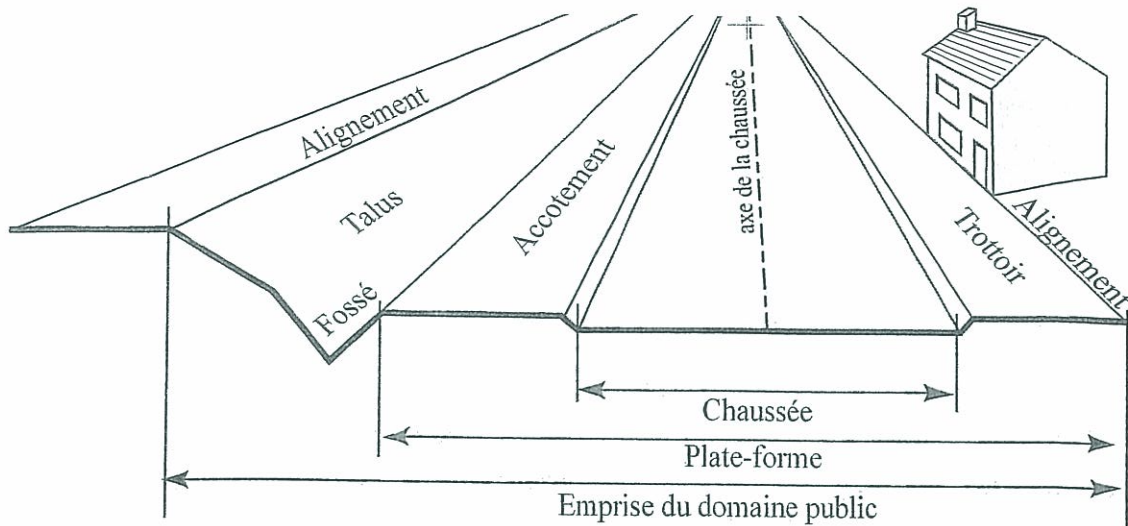 Alignement
Talus
Fossé
Accotement
axe de la chaussée
Trottoir
Alignement
Chaussée
Plate-forme
Emprise du domaine public